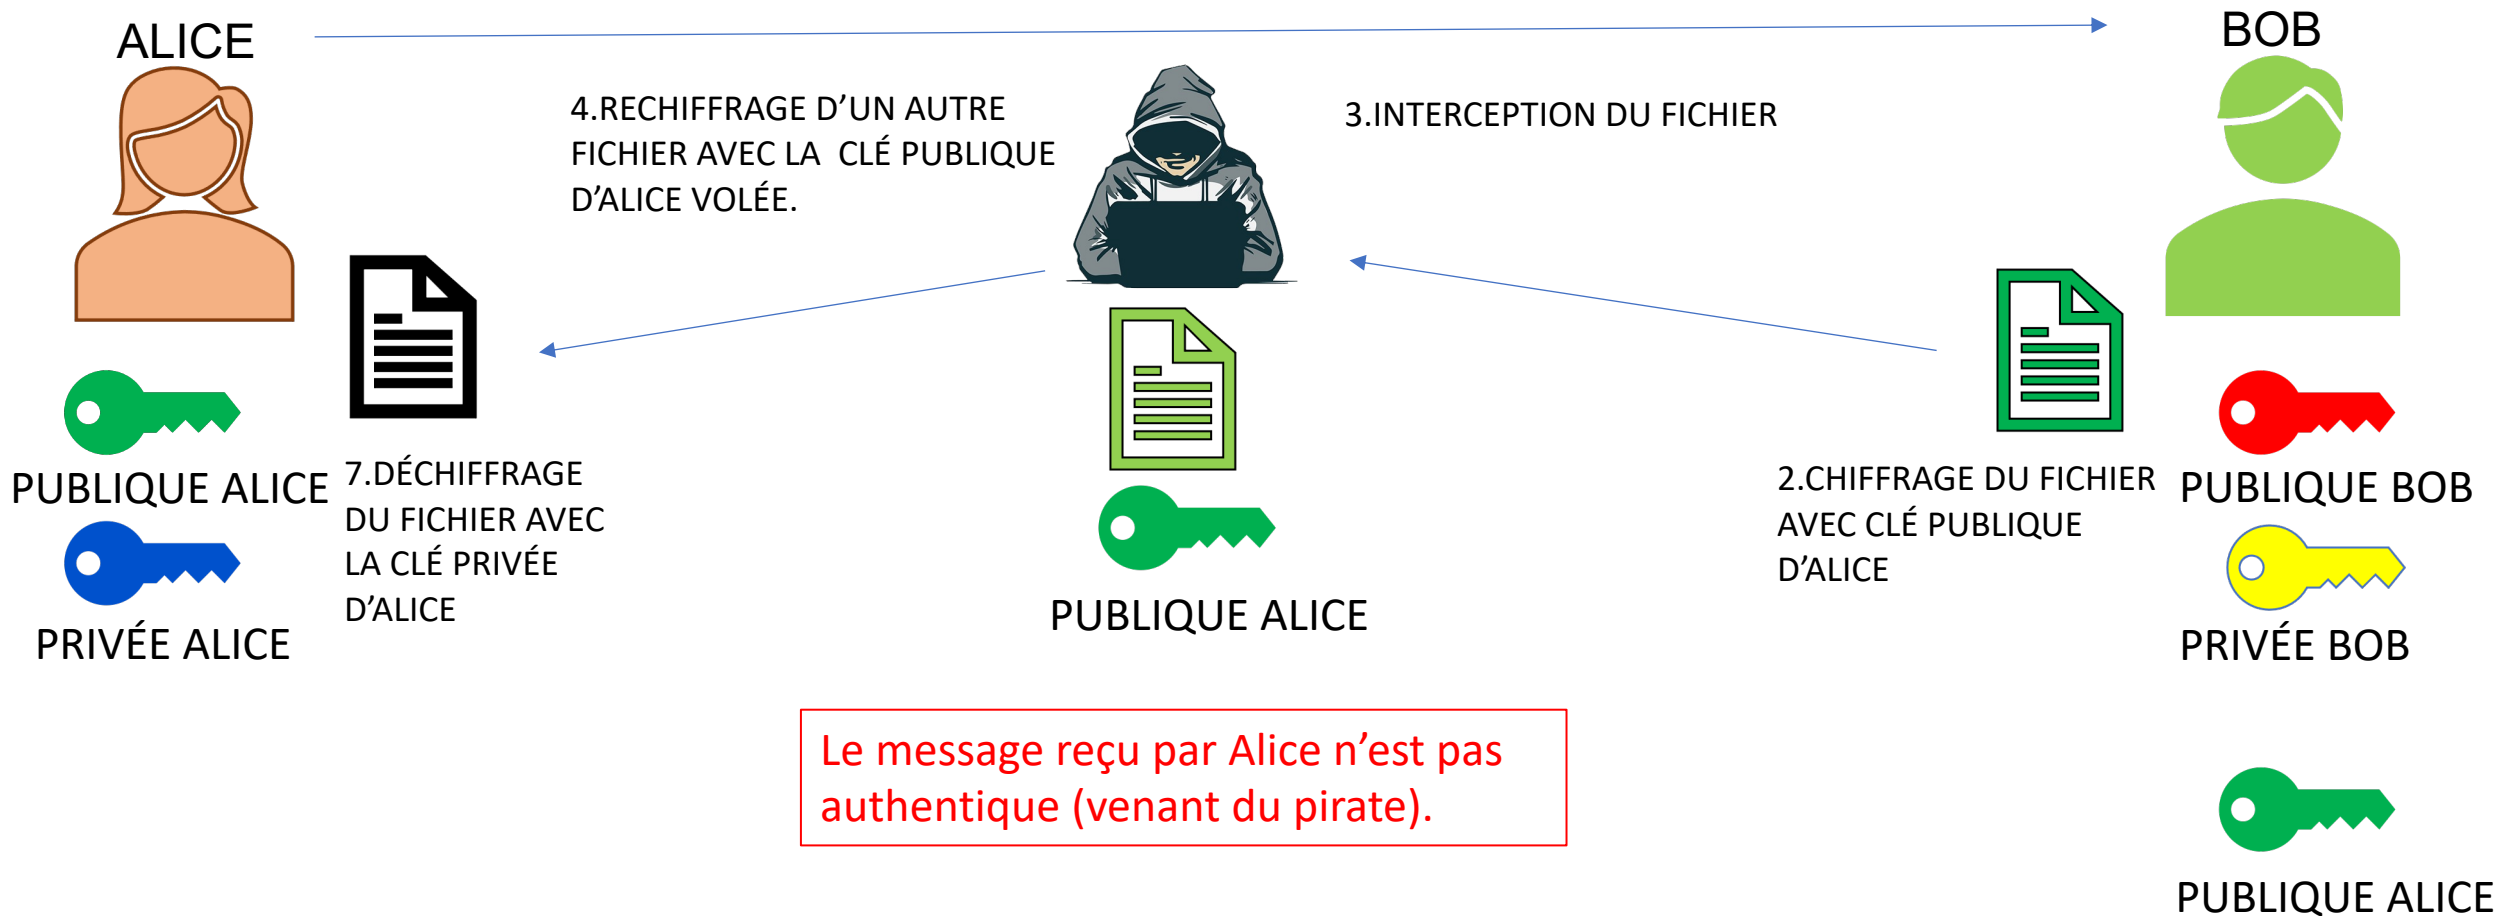 ALICE
BOB
4.RECHIFFRAGE D’UN AUTRE
FICHIER AVEC LA  CLÉ PUBLIQUE
D’ALICE VOLÉE.
3.INTERCEPTION DU FICHIER
PUBLIQUE ALICE
PRIVÉE ALICE
7.DÉCHIFFRAGE
DU FICHIER AVEC
LA CLÉ PRIVÉE
D’ALICE
PUBLIQUE ALICE
2.CHIFFRAGE DU FICHIER
AVEC CLÉ PUBLIQUE
D’ALICE
PUBLIQUE BOB
PRIVÉE BOB
Le message reçu par Alice n’est pas
authentique (venant du pirate).
PUBLIQUE ALICE